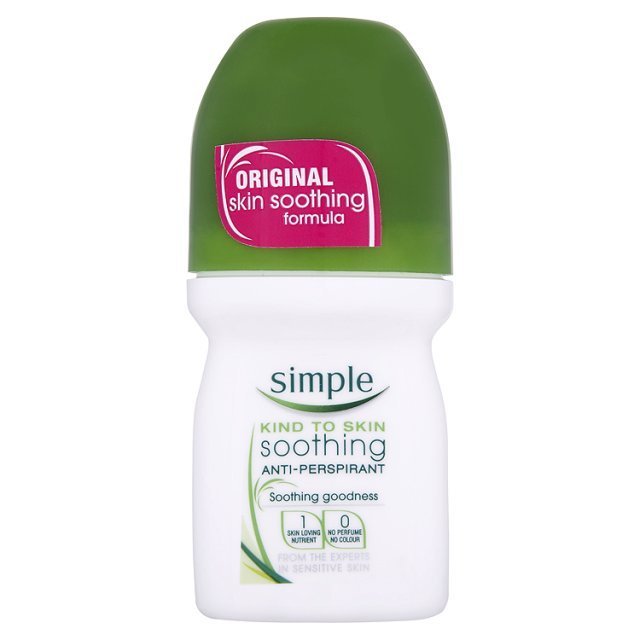 ORIGINAL
skin soothing
formula
simple
KIND TO SKIN
soothing
ANTI-PERSPIRANT
Soothing goodness
1
SKIN LOVING
NUTRIENT
0
NO PERFUME
NO COLOUR
FROM THE EXPERTS
IN SENSITIVE SKIN